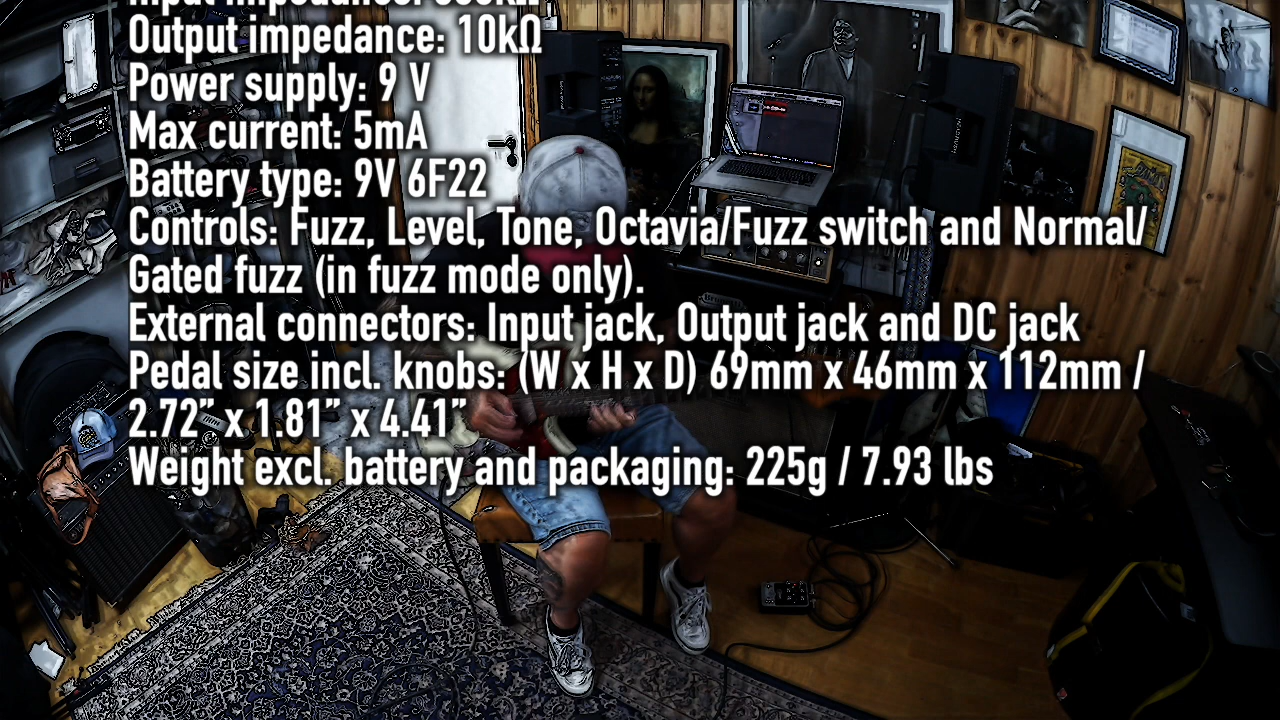 Output impedance: 10kΩ
Power supply: 9 V
Max current: 5mA
Battery type: 9V 6F22
Controls: Fuzz, Level, Tone, Octavia/Fuzz switch and Normal/
Gated fuzz (in fuzz mode only).
External connectors: Input jack, Output jack and DC jack
Pedal size incl. knobs: (W x H x D) 69mm x 46mm x 112mm /
2.72” x 1.81” x 4.41”
Weight excl. battery and packaging: 225g / 7.93 lbs